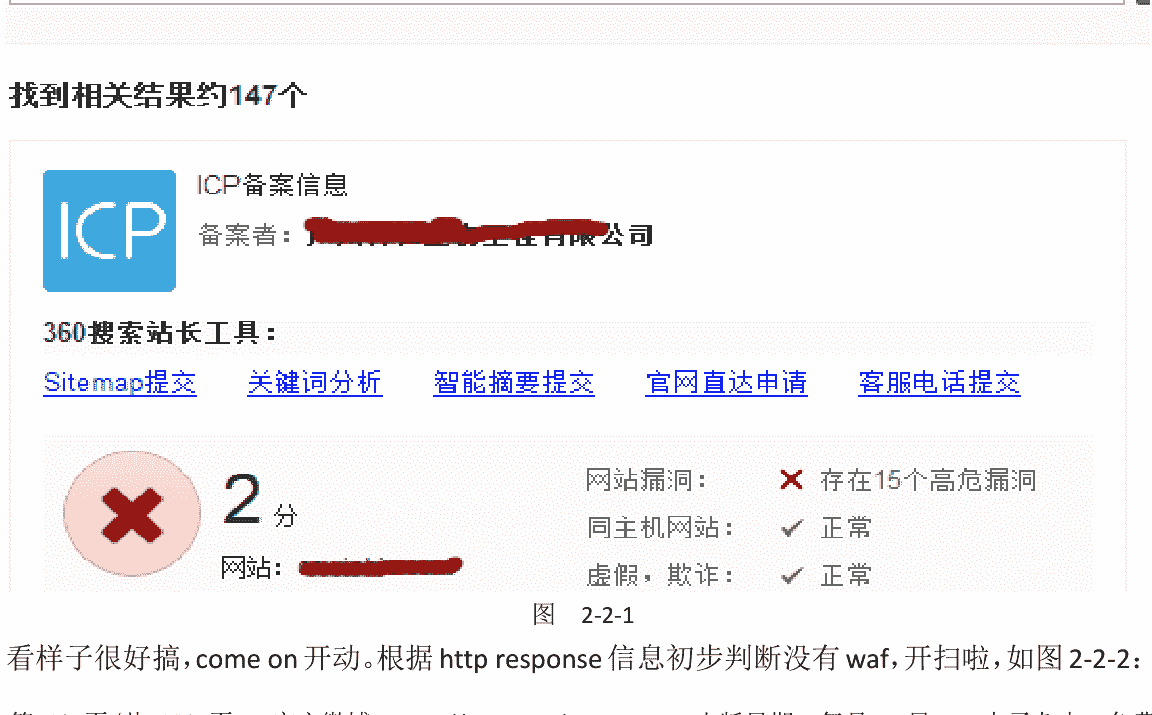 找到相关结果约147个
ICP
ICP备案信息
备案者：工程有限公司
360搜索站长工具：
Sitemap提交 关键词分析 智能摘要提交 官网直达申请 客服电话提交
2 分
网站：
网站漏洞： 存在15个高危漏洞
同主机网站： 正常
虚假，欺诈： 正常
图 2-2-1
看样子很好搞，come on 开动。根据 http response 信息初步判断没有 waf，开扫啦，如图 2-2-2：